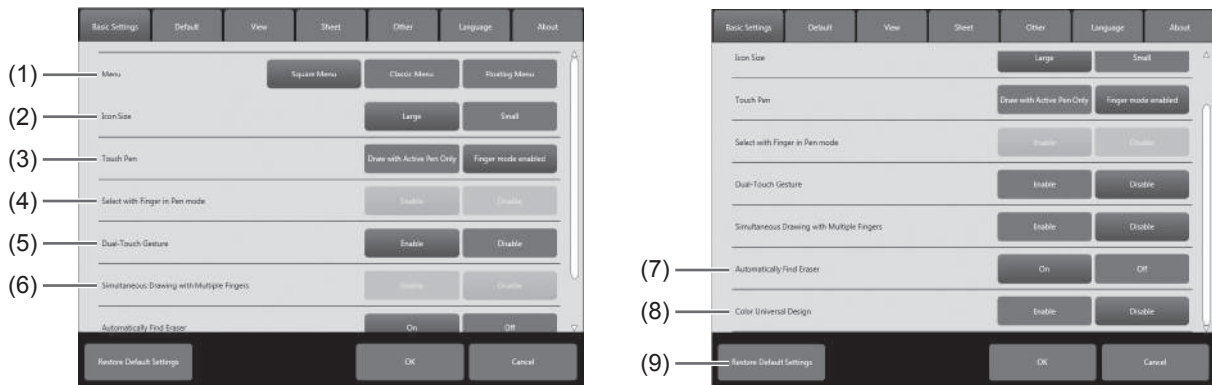 Basic Settings Default View Sheet Other Language About
(1) Menu Square Menu Classic Menu Floating Menu
(2) Icon Size Large Small
(3) Touch Pen Draw with Active Pen Only Finger mode enabled
(4) Select with Finger in Pen mode Enable Disable
(5) Dual-Touch Gesture Enable Disable
(6) Simultaneous Drawing with Multiple Fingers Enable Disable
Automatically Find Eraser On Off
Restore Default Settings OK Cancel
Basic Settings Default View Sheet Other Language About
Icon Size Large Small
Touch Pen Draw with Active Pen Only Finger mode enabled
Select with Finger in Pen mode Enable Disable
Dual-Touch Gesture Enable Disable
Simultaneous Drawing with Multiple Fingers Enable Disable
(7) Automatically Find Eraser On Off
(8) Color Universal Design Enable Disable
(9) Restore Default Settings OK Cancel